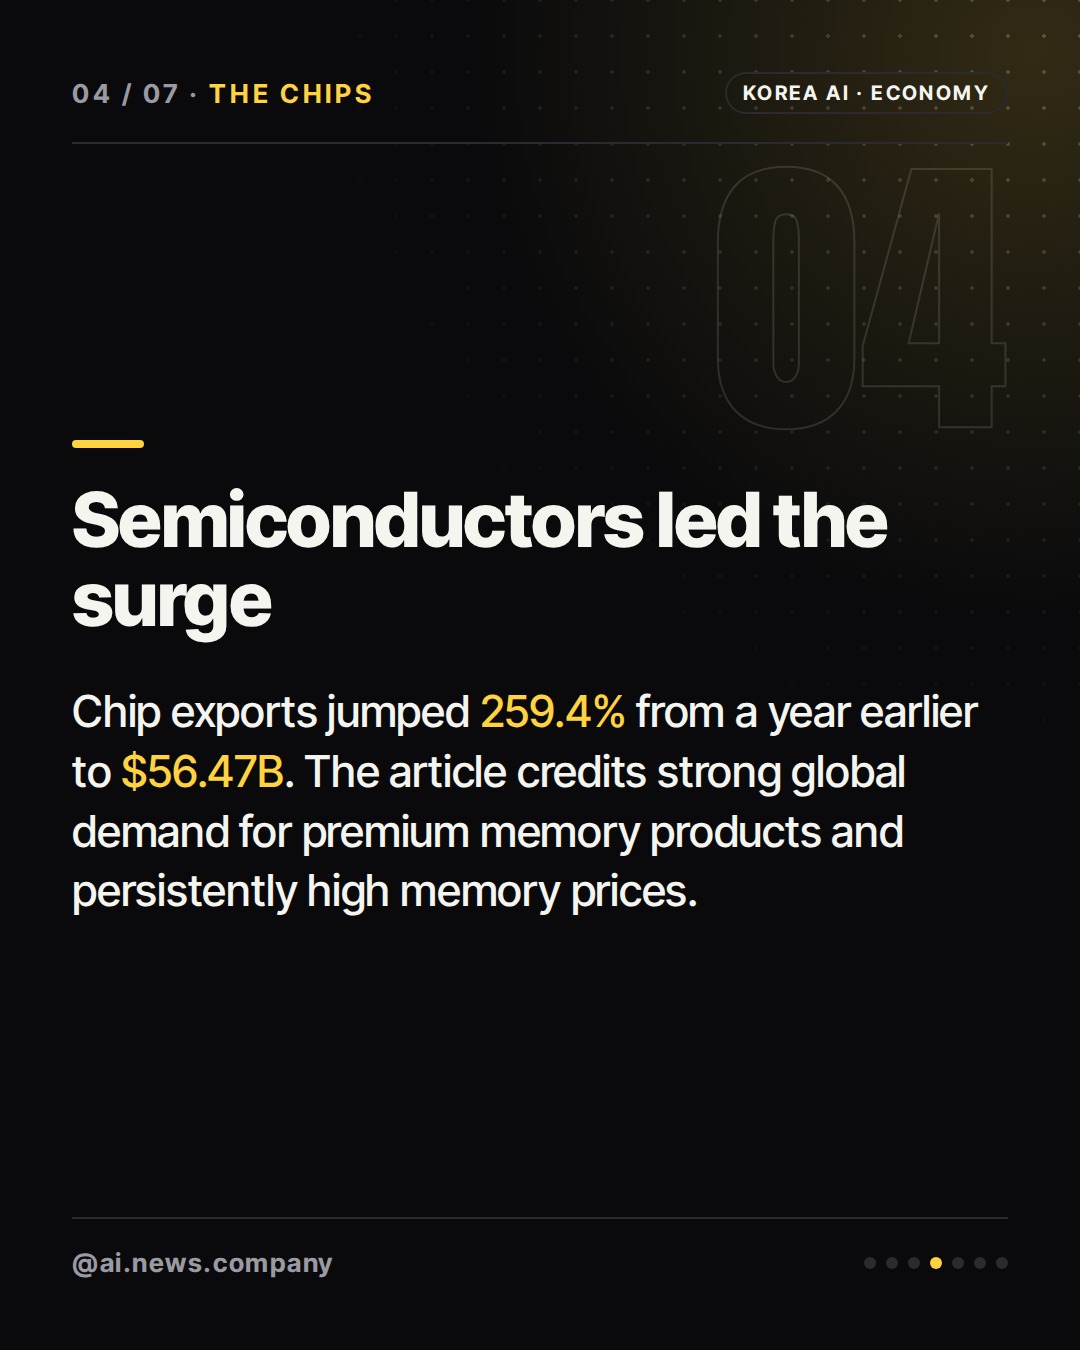 04 / 07 · THE CHIPS
KOREA AI · ECONOMY
04
Semiconductors led the
surge
Chip exports jumped 259.4% from a year earlier
to $56.47B. The article credits strong global
demand for premium memory products and
persistently high memory prices.
@ai.news.company